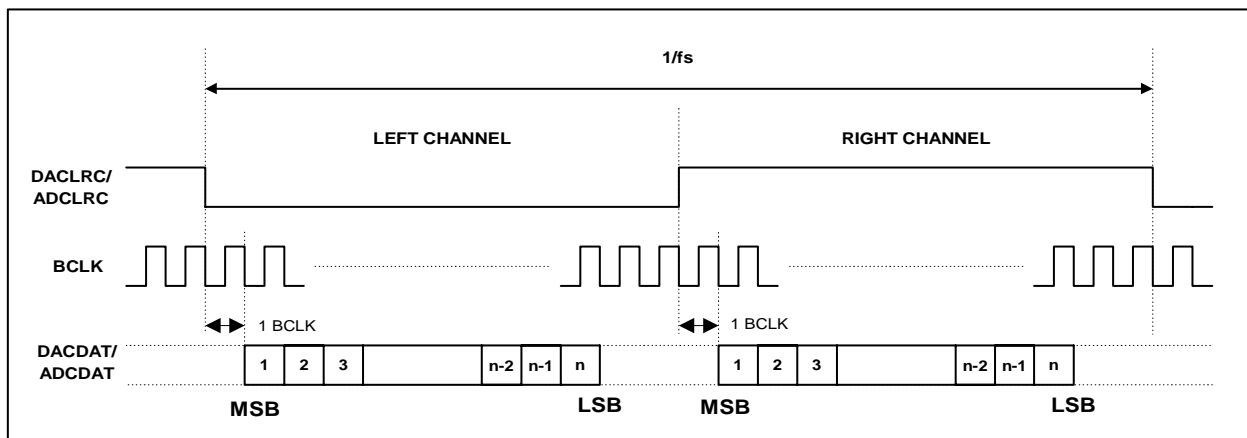 1/fs
LEFT CHANNEL RIGHT CHANNEL
DACLRC/
ADCLRC
BCLK
1 BCLK 1 BCLK
DACDAT/
ADCDAT
1 2 3 n-2 n-1 n 1 2 3 n-2 n-1 n
MSB LSB MSB LSB